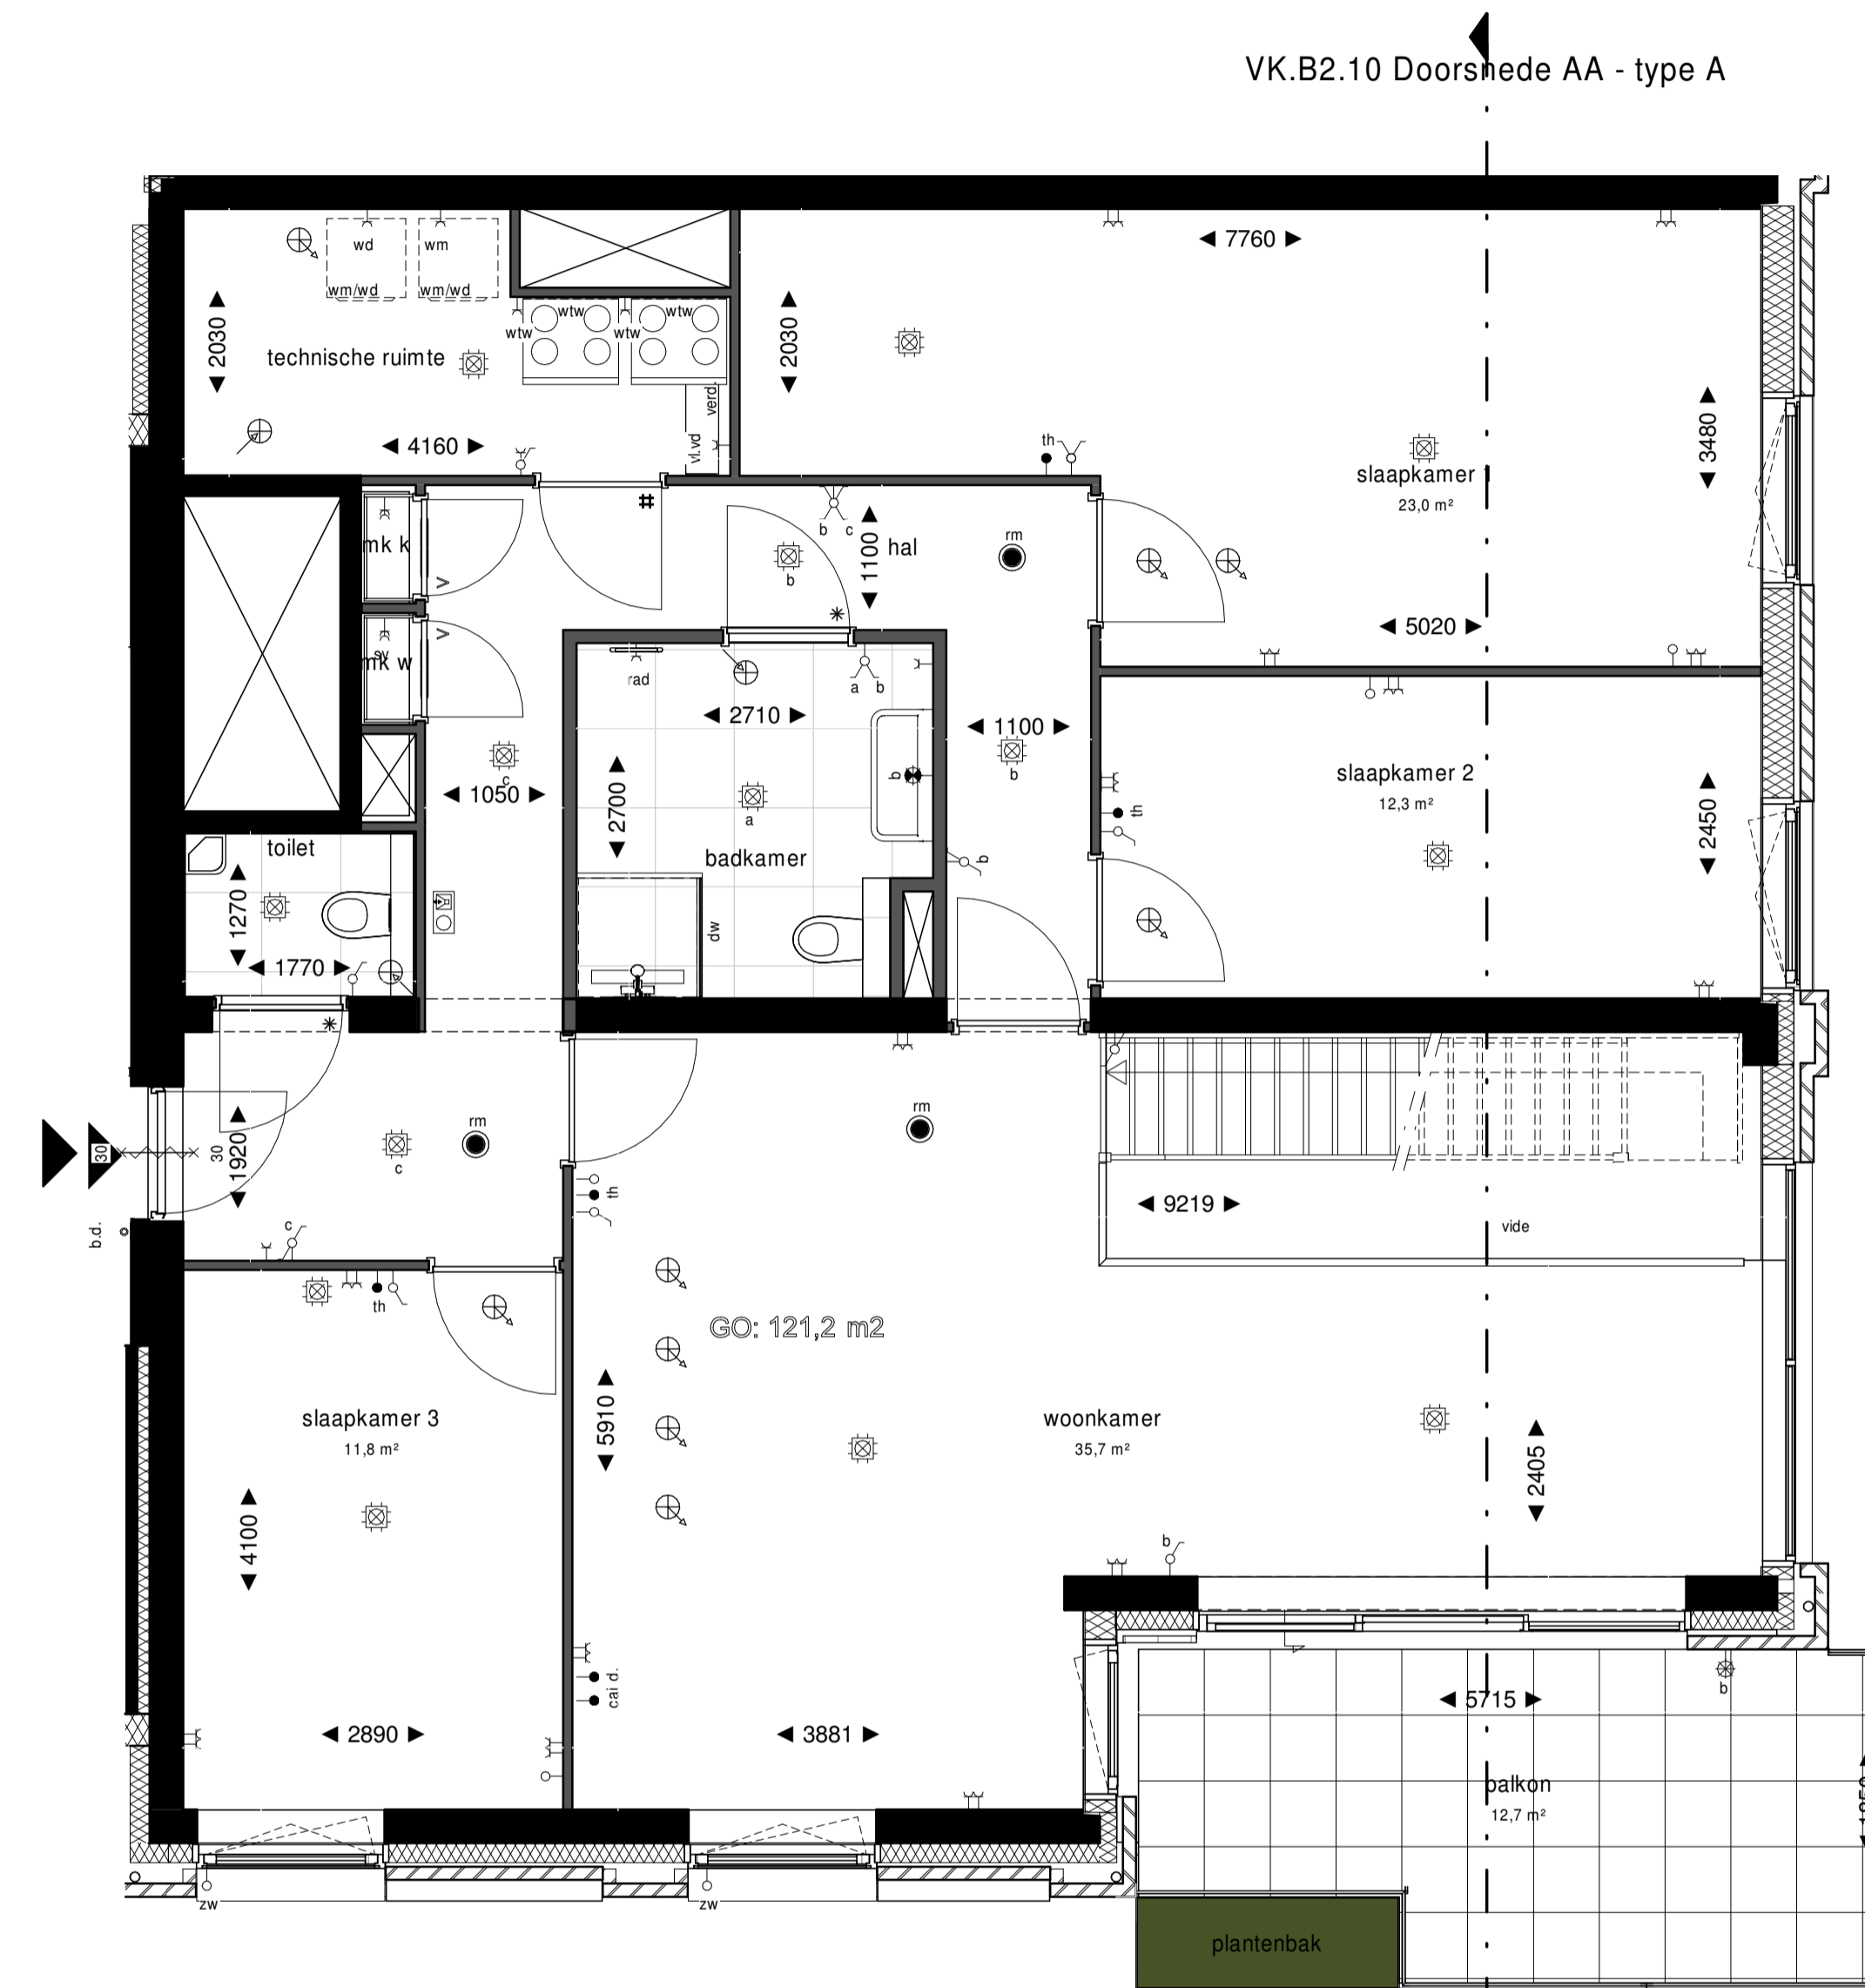 VK.B2.10 Doorsnede AA - type A
7760
wd
wm
wm/wd
wm/wd
wtw
wtw
wtw
wtw
2030
technische ruimte
2030
verd.
vl.vd
4160
th
3480
slaapkamer 1
23,0 m²
#
b
c
1100
hal
rm
b
mk k
V
*
5020
V
sv
mk w
rad
a
b
2710
1100
b
slaapkamer 2
12,3 m²
c
1050
2700
b
a
th
2450
toilet
badkamer
b
1270
dw
1770
*
rm
rm
30
30
1920
c
th
9219
vide
b.d.
c
th
GO: 121,2 m2
slaapkamer 3
11,8 m²
5910
woonkamer
35,7 m²
2405
4100
b
cai d.
b
5715
2890
3881
balkon
12,7 m²
zw
zw
plantenbak